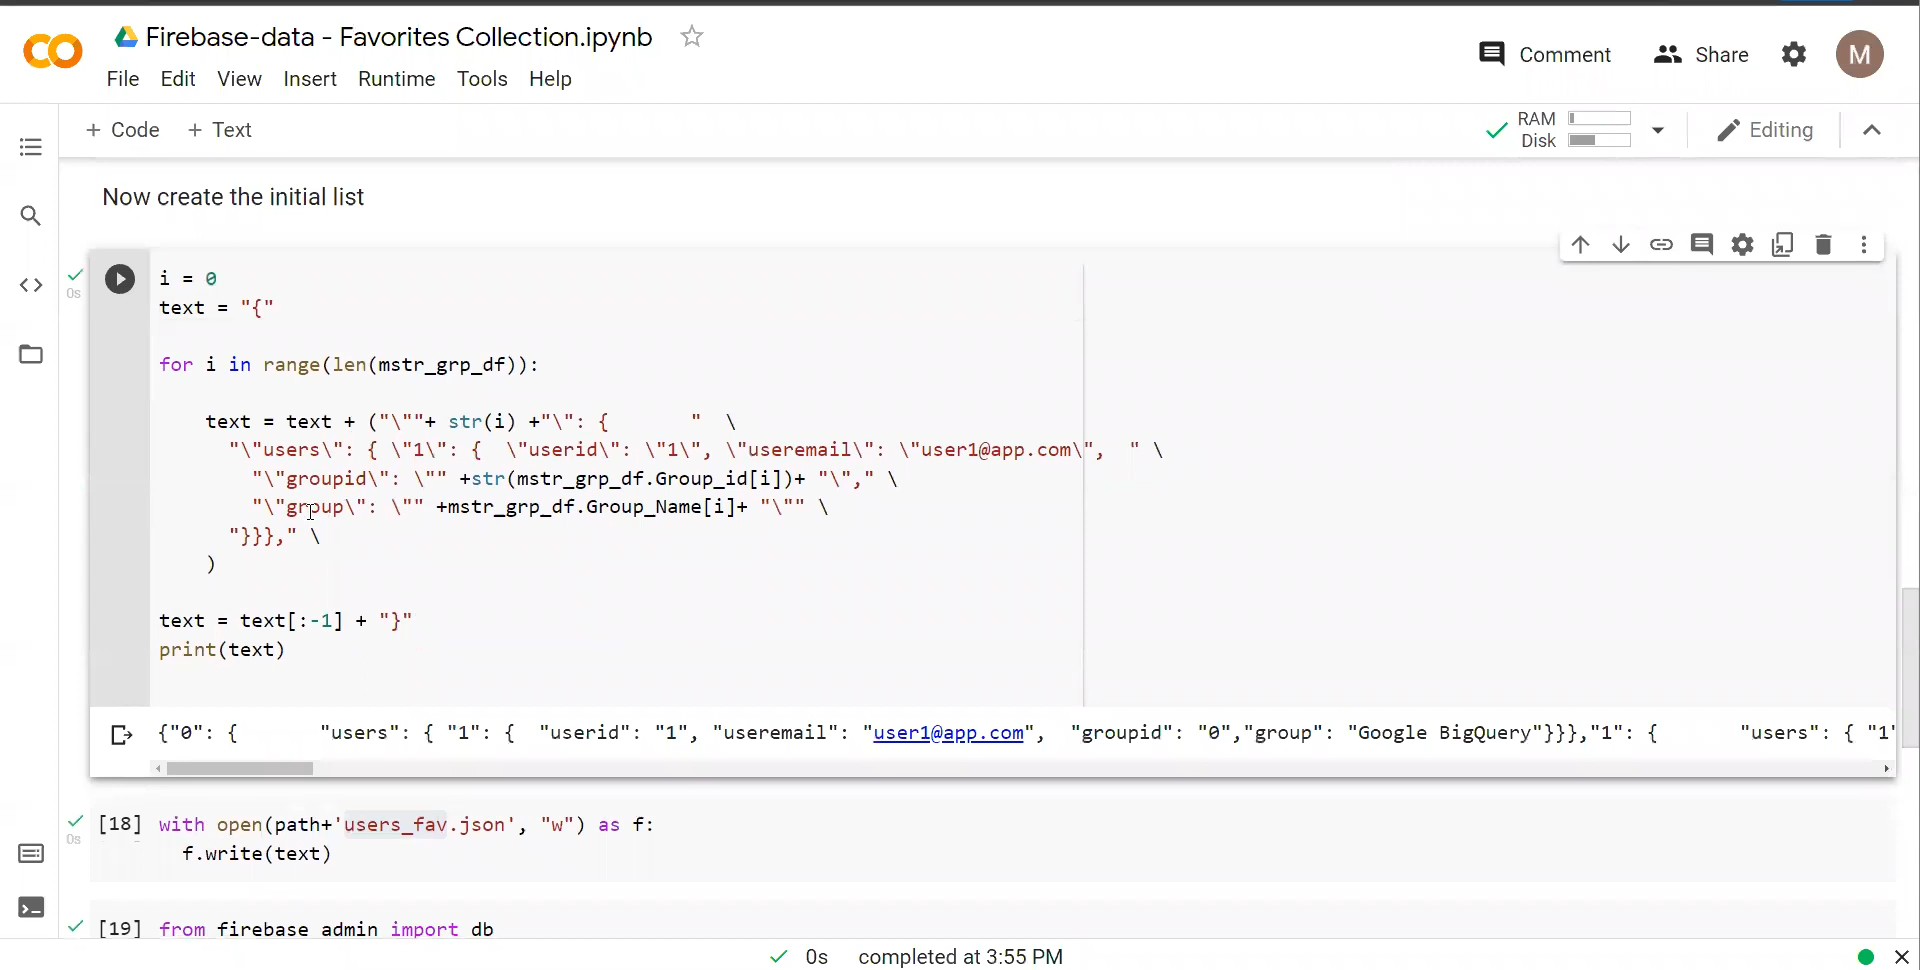 Firebase-data - Favorites Collection.ipynb
File Edit View Insert Runtime Tools Help
Comment Share M
+ Code + Text
RAM
Disk
Editing
Now create the initial list
0s
i = 0
text = "{"
for i in range(len(mstr_grp_df)):
text = text + ("\""+ str(i) +"\": {       "  \
"\"users\": { \"1\": {  \"userid\": \"1\", \"useremail\": \"user1@app.com\",  " \
"\"groupid\": \"" +str(mstr_grp_df.Group_id[i])+ "\"," \
"\"group\": \"" +mstr_grp_df.Group_Name[i]+ "\"" \
"}}}," \
)
text = text[:-1] + "}"
print(text)
{"0": {       "users": { "1": {  "userid": "1", "useremail": "user1@app.com",  "groupid": "0","group": "Google BigQuery"}}},"1": {       "users": { "1"
0s
[18] with open(path+'users_fav.json', "w") as f:
f.write(text)
[19] from firebase_admin import db
0s completed at 3:55 PM